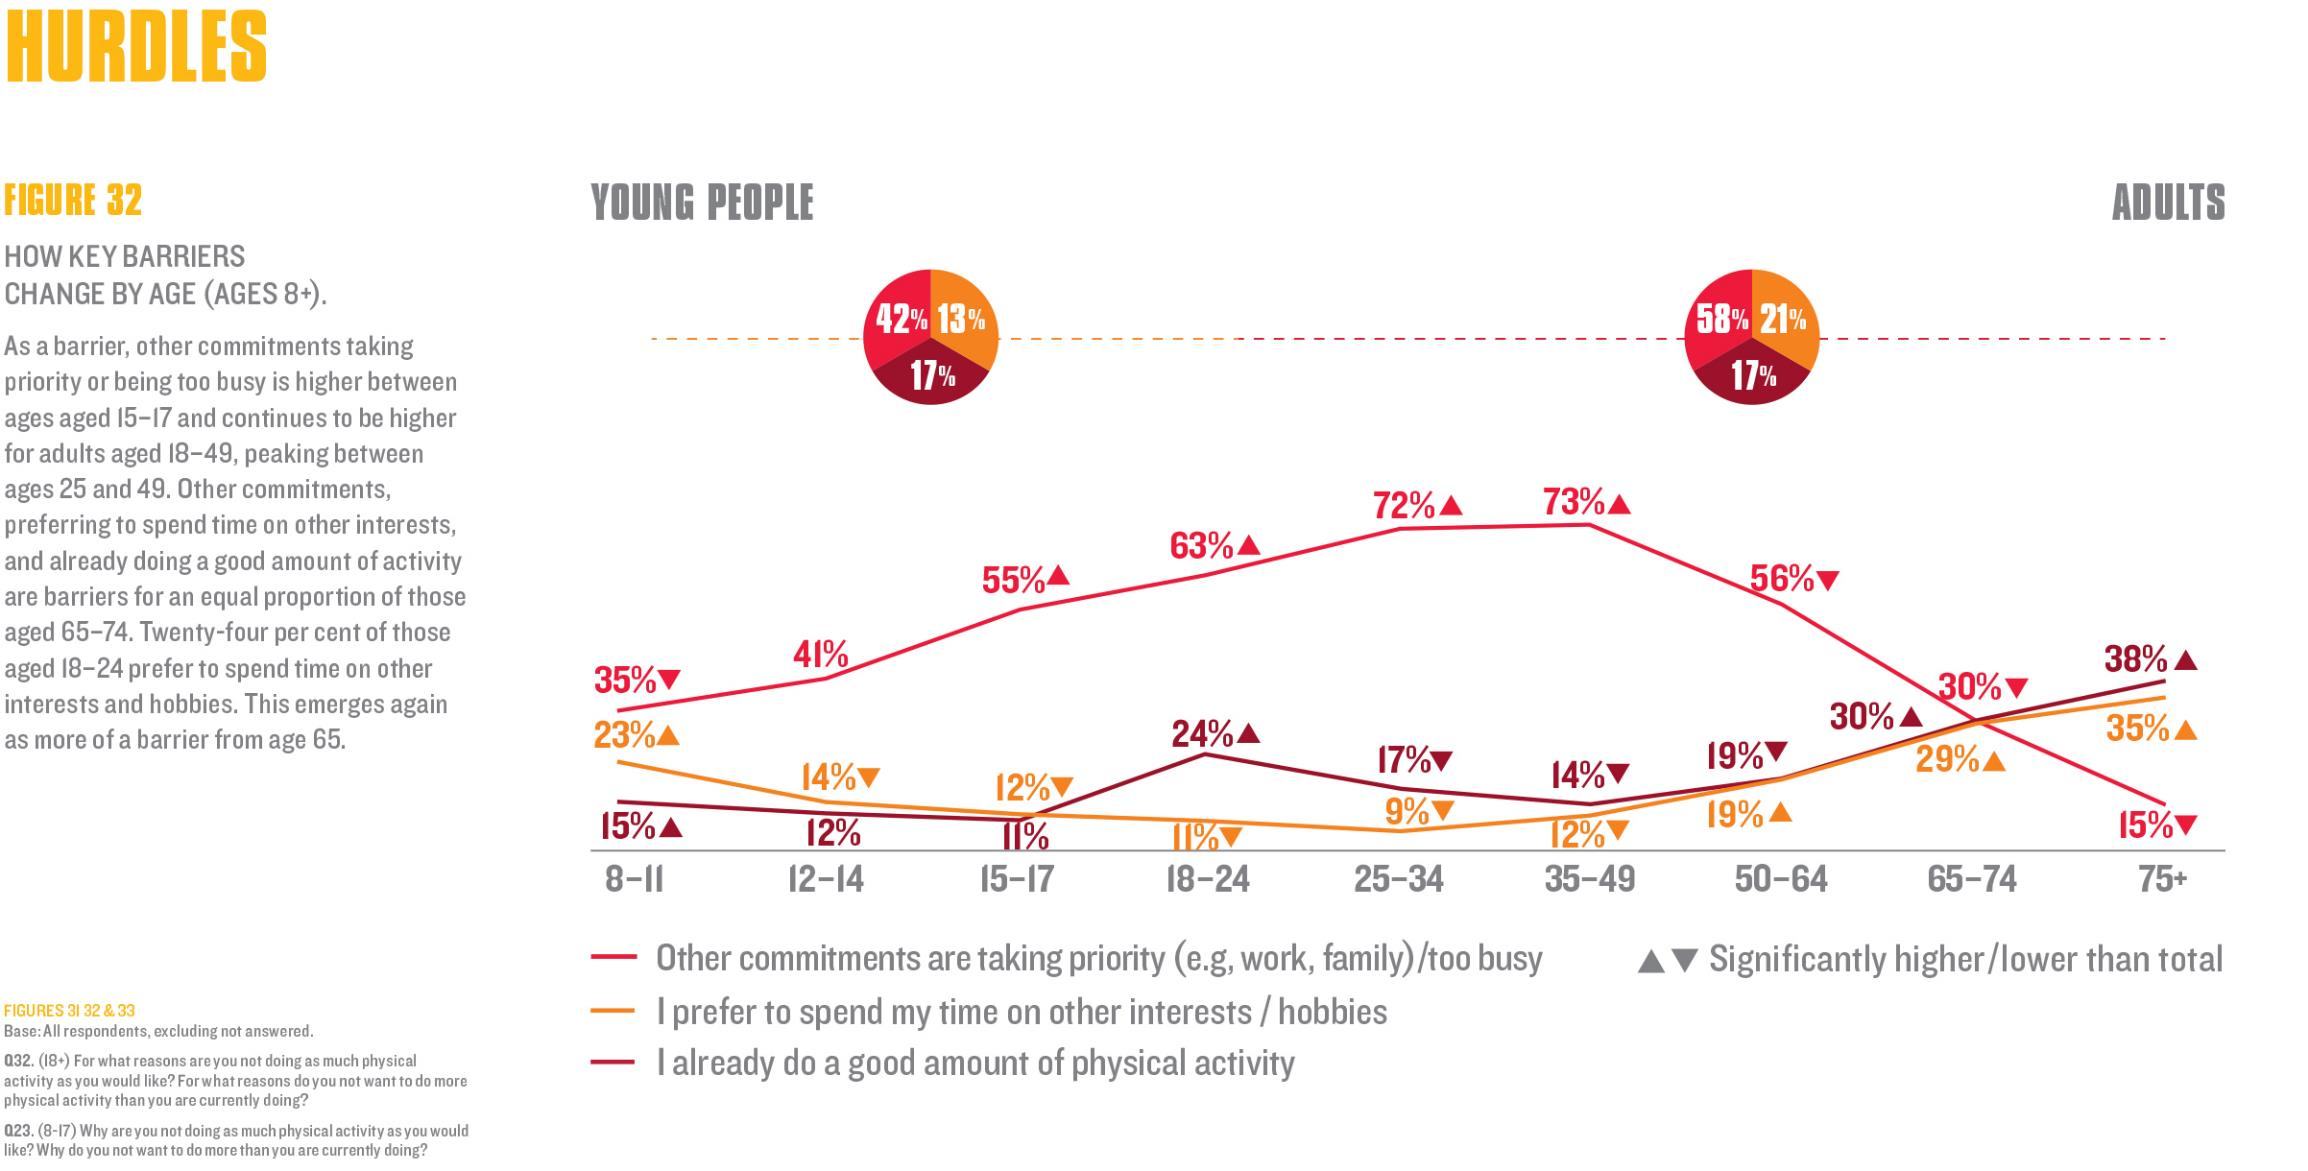 HURDLES
FIGURE 32
HOW KEY BARRIERS
CHANGE BY AGE (AGES 8+).
As a barrier, other commitments taking
priority or being too busy is higher between
ages aged 15–17 and continues to be higher
for adults aged 18–49, peaking between
ages 25 and 49. Other commitments,
preferring to spend time on other interests,
and already doing a good amount of activity
are barriers for an equal proportion of those
aged 65–74. Twenty-four per cent of those
aged 18–24 prefer to spend time on other
interests and hobbies. This emerges again
as more of a barrier from age 65.
FIGURES 31 32 & 33
Base: All respondents, excluding not answered.
Q32. (18+) For what reasons are you not doing as much physical
activity as you would like? For what reasons do you not want to do more
physical activity than you are currently doing?
Q23. (8-17) Why are you not doing as much physical activity as you would
like? Why do you not want to do more than you are currently doing?
YOUNG PEOPLE
ADULTS
42% 13%
17%
58% 21%
17%
35%▼ 41% 55%▲ 63%▲ 72%▲ 73%▲ 56%▼ 30%▼ 15%▼
23%▲ 14%▼ 12%▼ 11%▼ 9%▼ 12%▼ 19%▲ 29%▲ 35%▲
15%▲ 12% 11% 24%▲ 17%▼ 14%▼ 19%▼ 30%▲ 38%▲
8–11 12–14 15–17 18–24 25–34 35–49 50–64 65–74 75+
Other commitments are taking priority (e.g, work, family)/too busy
▲▼ Significantly higher/lower than total
I prefer to spend my time on other interests / hobbies
I already do a good amount of physical activity